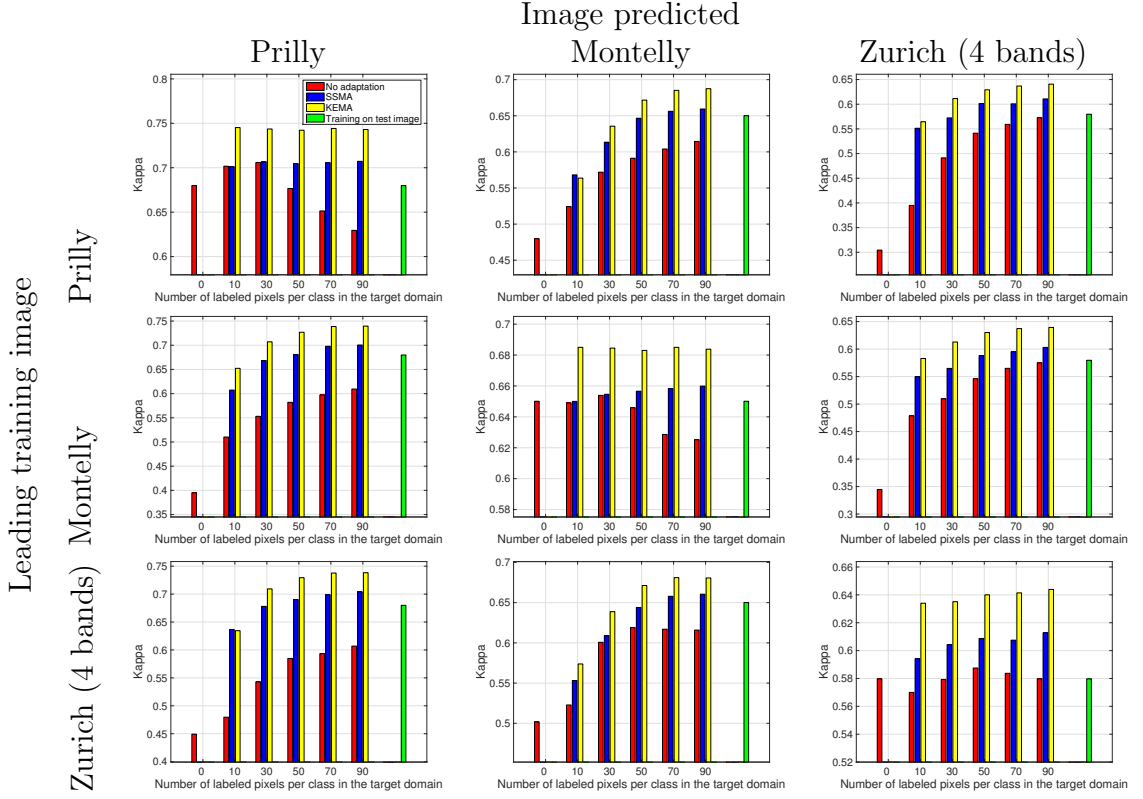 Image predicted
Prilly
Montelly
Zurich (4 bands)
Leading training image
Prilly
0.8
0.75
0.7
0.65
0.6
Kappa
No adaptation
SSMA
KEMA
Training on test image
0 10 30 50 70 90
Number of labeled pixels per class in the target domain
0.7
0.65
0.6
0.55
0.5
0.45
Kappa
0 10 30 50 70 90
Number of labeled pixels per class in the target domain
0.65
0.6
0.55
0.5
0.45
0.4
0.35
0.3
Kappa
0 10 30 50 70 90
Number of labeled pixels per class in the target domain
Montelly
0.75
0.7
0.65
0.6
0.55
0.5
0.45
0.4
0.35
Kappa
0 10 30 50 70 90
Number of labeled pixels per class in the target domain
0.7
0.68
0.66
0.64
0.62
0.6
0.58
Kappa
0 10 30 50 70 90
Number of labeled pixels per class in the target domain
0.65
0.6
0.55
0.5
0.45
0.4
0.35
0.3
Kappa
0 10 30 50 70 90
Number of labeled pixels per class in the target domain
Zurich (4 bands)
0.75
0.7
0.65
0.6
0.55
0.5
0.45
0.4
Kappa
0 10 30 50 70 90
Number of labeled pixels per class in the target domain
0.7
0.65
0.6
0.55
0.5
Kappa
0 10 30 50 70 90
Number of labeled pixels per class in the target domain
0.66
0.64
0.62
0.6
0.58
0.56
0.54
0.52
Kappa
0 10 30 50 70 90
Number of labeled pixels per class in the target domain